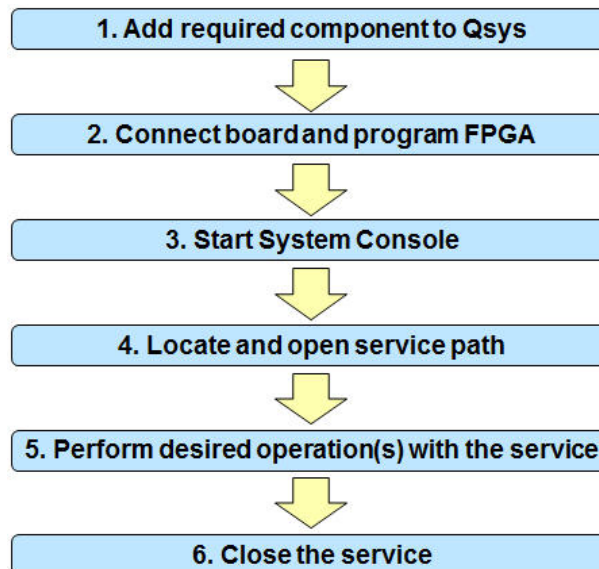 1. Add required component to Qsys
2. Connect board and program FPGA
3. Start System Console
4. Locate and open service path
5. Perform desired operation(s) with the service
6. Close the service